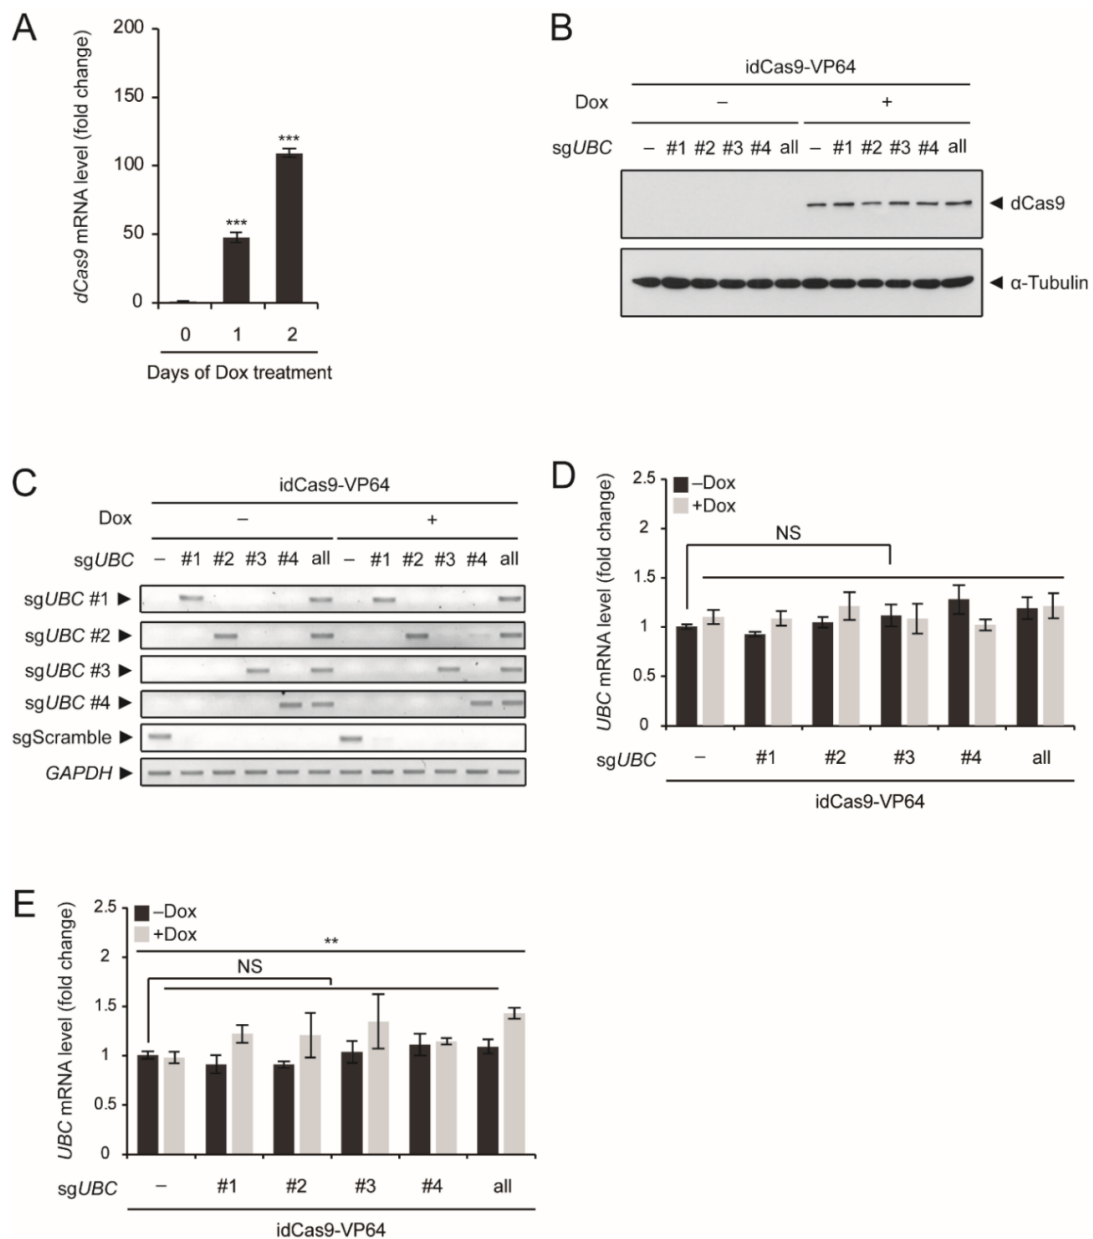 A
dCas9 mRNA level (fold change)
200
150
100
50
0
***
***
0 1 2
Days of Dox treatment
B
idCas9-VP64
Dox – +
sgUBC – #1 #2 #3 #4 all – #1 #2 #3 #4 all
◄ dCas9
◄ α-Tubulin
C
idCas9-VP64
Dox – +
sgUBC – #1 #2 #3 #4 all – #1 #2 #3 #4 all
sgUBC #1 ►
sgUBC #2 ►
sgUBC #3 ►
sgUBC #4 ►
sgScramble ►
GAPDH ►
D
UBC mRNA level (fold change)
2.5
2
1.5
1
0.5
0
–Dox
+Dox
NS
sgUBC – #1 #2 #3 #4 all
idCas9-VP64
E
UBC mRNA level (fold change)
2.5
2
1.5
1
0.5
0
–Dox
+Dox
**
NS
sgUBC – #1 #2 #3 #4 all
idCas9-VP64